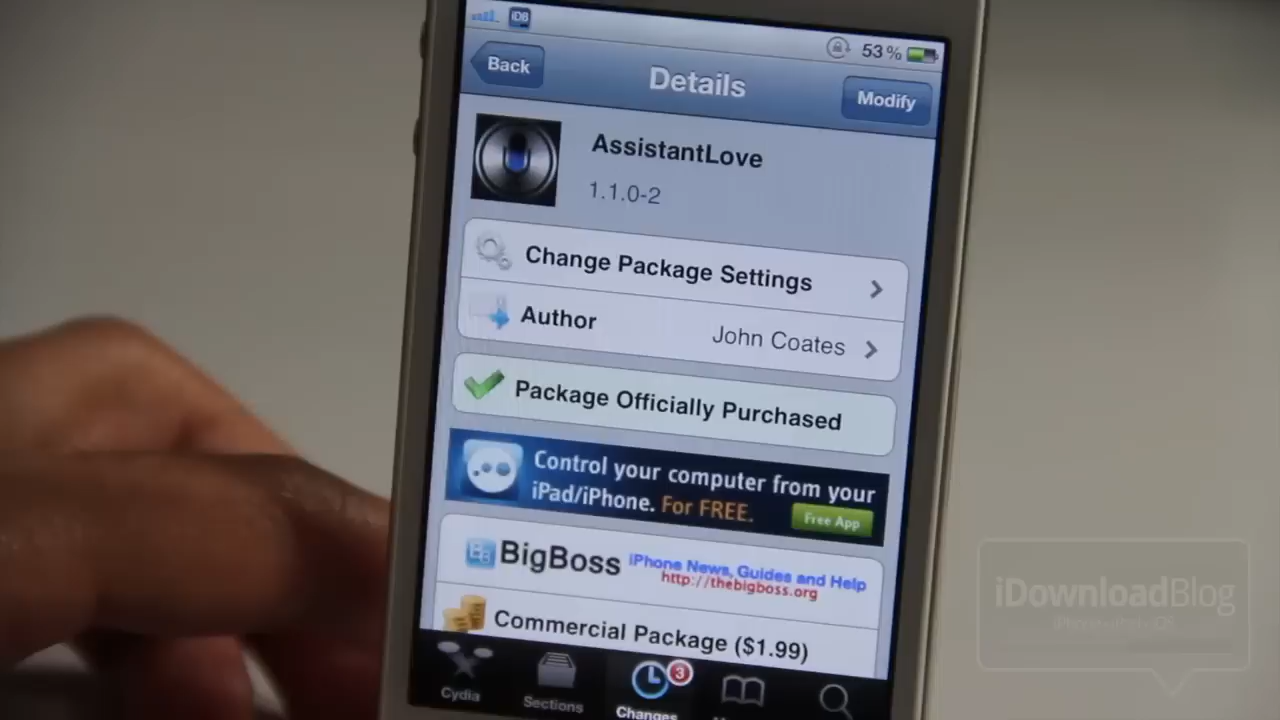 iDB
53%
Back
Details
Modify
AssistantLove
1.1.0-2
Change Package Settings
Author
John Coates
Package Officially Purchased
Control your computer from your
iPad/iPhone. For FREE.
Free App
BigBoss
iPhone News, Guides and Help
http://thebigboss.org
Commercial Package ($1.99)
Cydia
Sections
Changes
3
iDownloadBlog